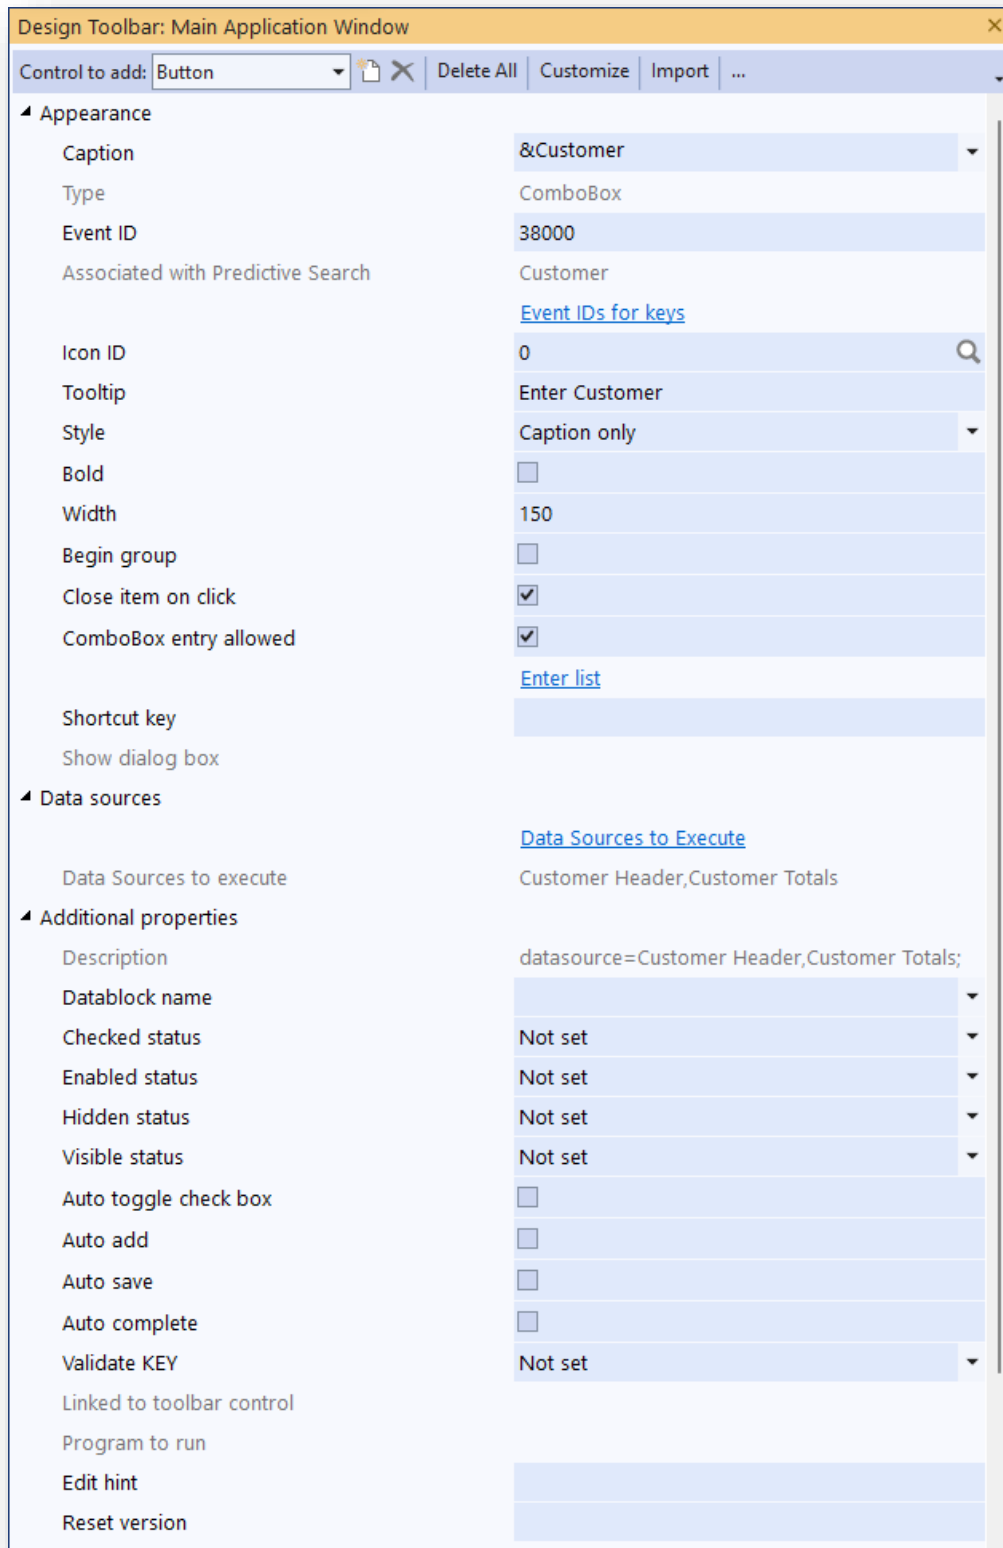 Design Toolbar: Main Application Window
Control to add: Button Delete All Customize Import ...
Appearance
Caption &Customer
Type ComboBox
Event ID 38000
Associated with Predictive Search Customer
Event IDs for keys
Icon ID 0
Tooltip Enter Customer
Style Caption only
Bold
Width 150
Begin group
Close item on click
ComboBox entry allowed
Enter list
Shortcut key
Show dialog box
Data sources
Data Sources to Execute
Data Sources to execute Customer Header,Customer Totals
Additional properties
Description datasource=Customer Header,Customer Totals;
Datablock name
Checked status Not set
Enabled status Not set
Hidden status Not set
Visible status Not set
Auto toggle check box
Auto add
Auto save
Auto complete
Validate KEY Not set
Linked to toolbar control
Program to run
Edit hint
Reset version